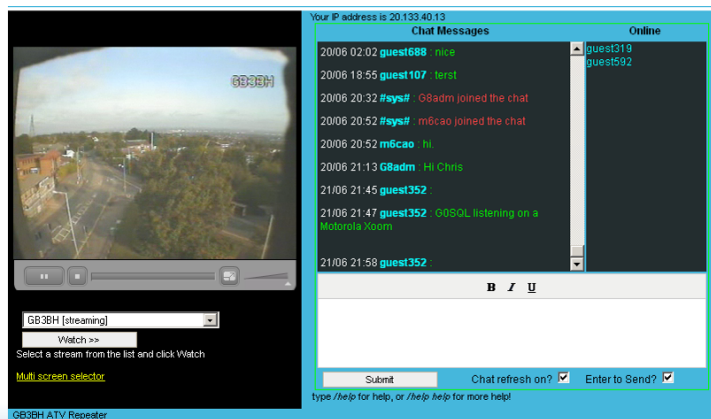 Your IP address is 20.133.40.13
Chat Messages
Online
GB3BH
20/06 02:02 guest688 : nice
20/06 18:55 guest107 : terst
20/06 20:32 #sys# : G8adm joined the chat
20/06 20:52 #sys# : m6cao joined the chat
20/06 20:52 m6cao : hi.
20/06 21:13 G8adm : Hi Chris
21/06 21:45 guest352 :
21/06 21:47 guest352 : G0SQL listening on a
Motorola Xoom
21/06 21:58 guest352 :
guest319
guest592
B I U
GB3BH [streaming]
Watch >>
Select a stream from the list and click Watch
Multi screen selector
Submit
Chat refresh on?
Enter to Send?
type /help for help, or /help help for more help!
GB3BH ATV Repeater